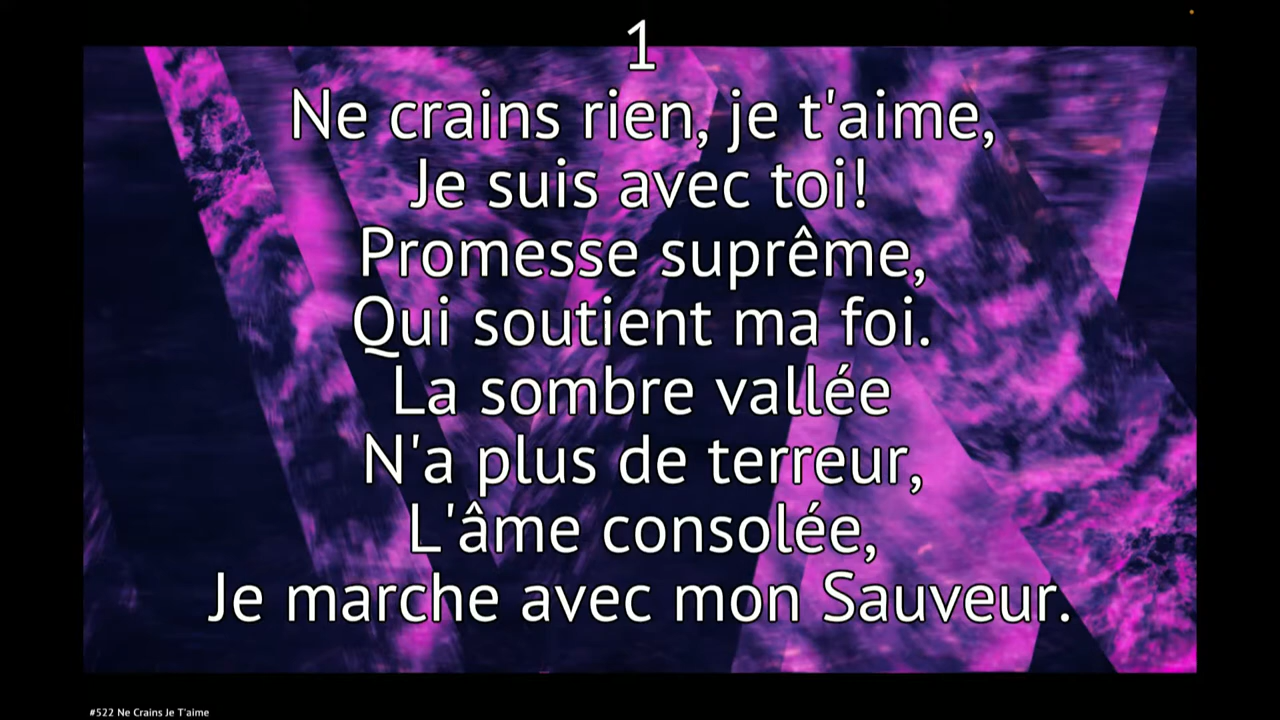 1
Ne crains rien, je t'aime,
Je suis avec toi!
Promesse suprême,
Qui soutient ma foi.
La sombre vallée
N'a plus de terreur,
L'âme consolée,
Je marche avec mon Sauveur.
#522 Ne Crains Je T'aime